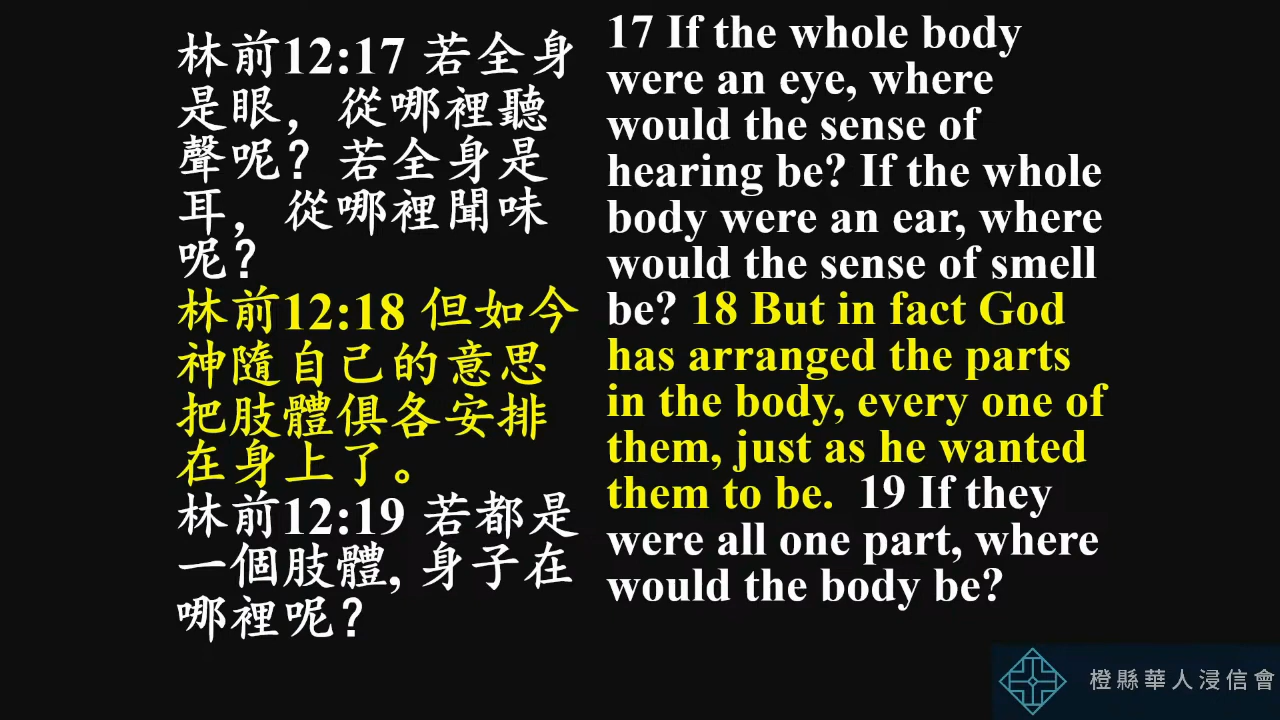 林前12:17 若全身
是眼，從哪裡聽
聲呢？若全身是
耳，從哪裡聞味
呢？
林前12:18 但如今
神隨自己的意思
把肢體俱各安排
在身上了。
林前12:19 若都是
一個肢體, 身子在
哪裡呢？
17 If the whole body
were an eye, where
would the sense of
hearing be? If the whole
body were an ear, where
would the sense of smell
be? 18 But in fact God
has arranged the parts
in the body, every one of
them, just as he wanted
them to be. 19 If they
were all one part, where
would the body be?
橙縣華人浸信會